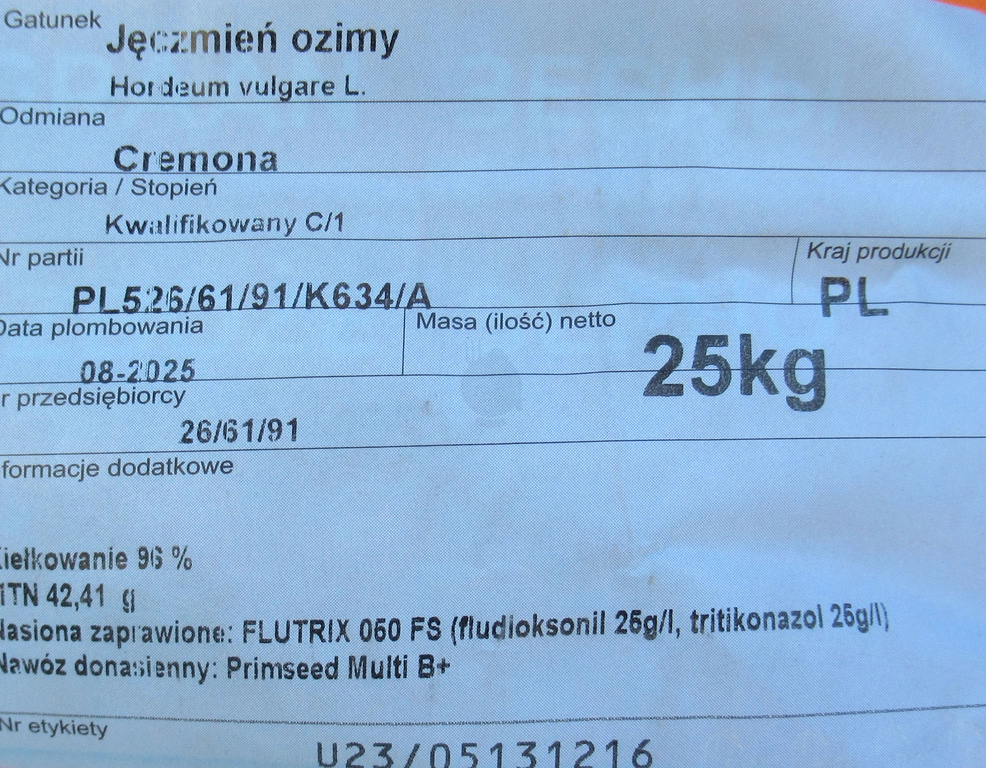 Gatunek
Jęczmień ozimy
Hordeum vulgare L.
Odmiana
Cremona
Kategoria / Stopień
Kwalifikowany C/1
Nr partii
Kraj produkcji
PL526/61/91/K634/A
PL
Data plombowania
Masa (ilość) netto
08-2025
25kg
r przedsiębiorcy
26/61/91
formacje dodatkowe
Kiełkowanie 96 %
MTN 42,41 g
Nasiona zaprawione: FLUTRIX 050 FS (fludioksonil 25g/l, tritikonazol 25g/l)
Nawóz donasienny: Primseed Multi B+
Nr etykiety
U23/05131216